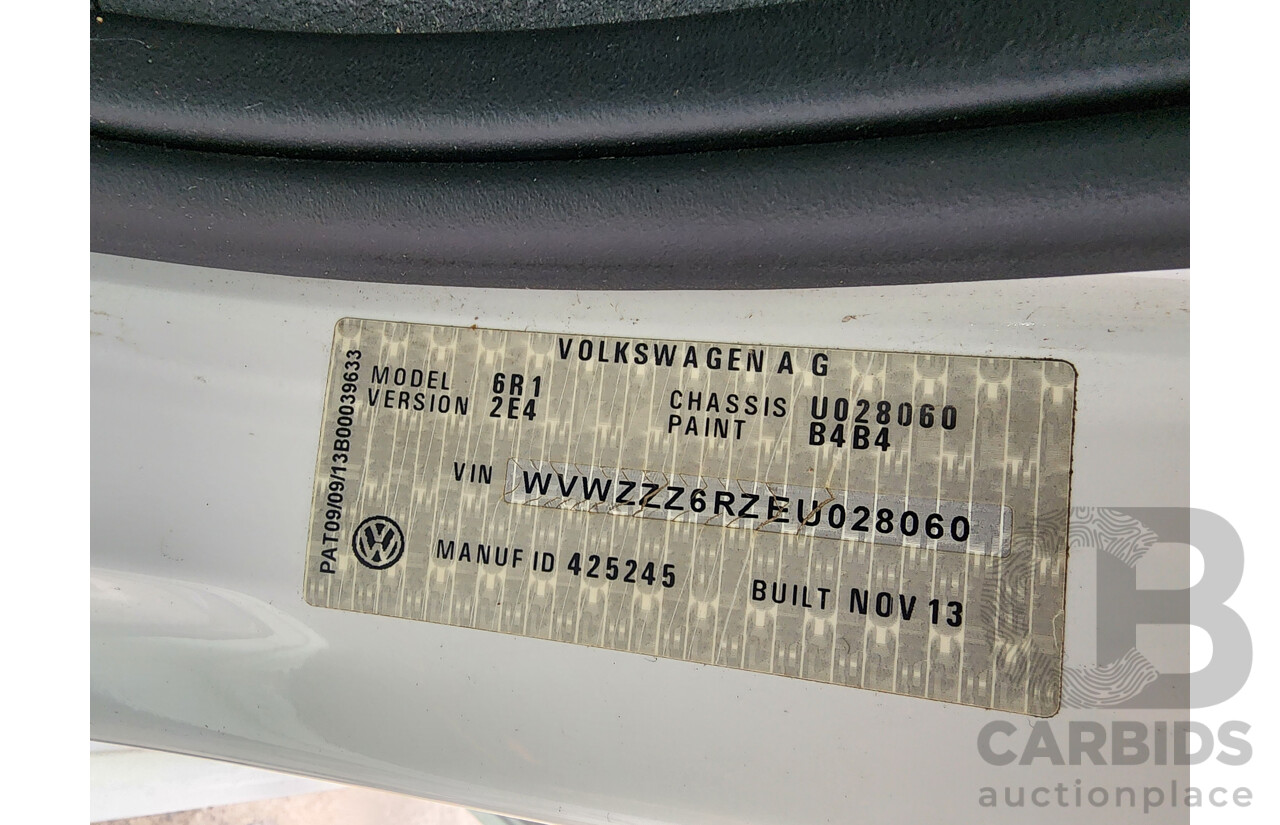 VOLKSWAGEN A G
MODEL 6R1
VERSION 2E4
CHASSIS U028060
PAINT B4B4
VIN WVWZZZ6RZEU028060
MANUF ID 425245
BUILT NOV 13
PAT09/09/13B00039633
B
CARBIDS
auctionplace